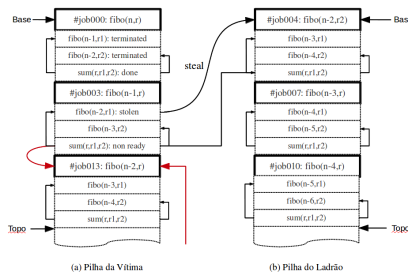 Base
#job000: fibo(n,r)
fibo(n-1,r1): terminated
fibo(n-2,r2): terminated
sum(r,r1,r2): done
#job003: fibo(n-1,r)
fibo(n-2,r1): stolen
fibo(n-3,r2)
sum(r,r1,r2): non ready
#job013: fibo(n-2,r)
fibo(n-3,r1)
fibo(n-4,r2)
sum(r,r1,r2)
Topo
(a) Pilha da Vítima
steal
#job004: fibo(n-2,r2)
Base
fibo(n-3,r1)
fibo(n-4,r2)
sum(r,r1,r2)
#job007: fibo(n-3,r)
fibo(n-4,r1)
fibo(n-5,r2)
sum(r,r1,r2)
#job010: fibo(n-4,r)
fibo(n-5,r1)
fibo(n-6,r2)
sum(r,r1,r2)
Topo
(b) Pilha do Ladrão